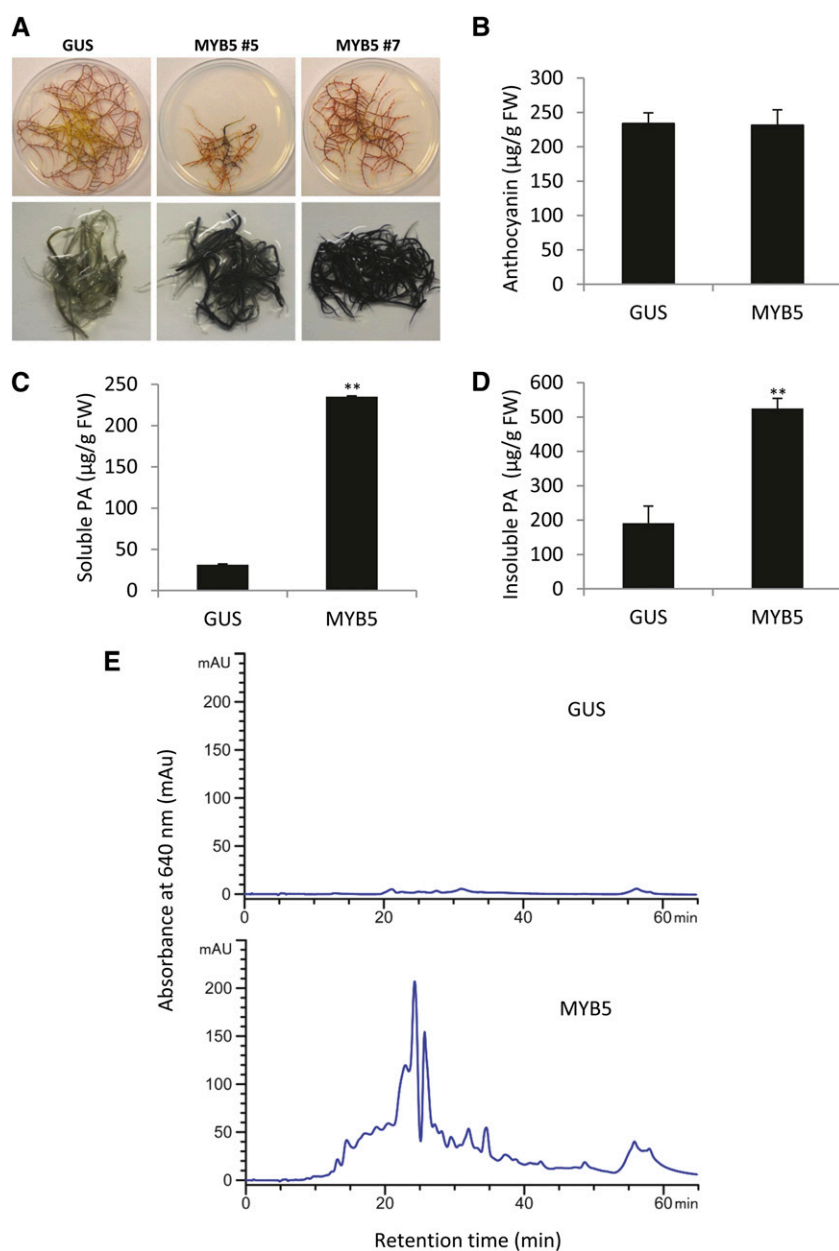 A
GUS
MYB5 #5
MYB5 #7
B
Anthocyanin (µg/g FW)
300
250
200
150
100
50
0
GUS
MYB5
C
Soluble PA (µg/g FW)
250
200
150
100
50
0
**
GUS
MYB5
D
Insoluble PA (µg/g FW)
600
500
400
300
200
100
0
**
GUS
MYB5
E
Absorbance at 640 nm (mAu)
mAU
200
150
100
50
0
GUS
0
20
40
60 min
mAU
200
150
100
50
0
MYB5
0
20
40
60 min
Retention time (min)